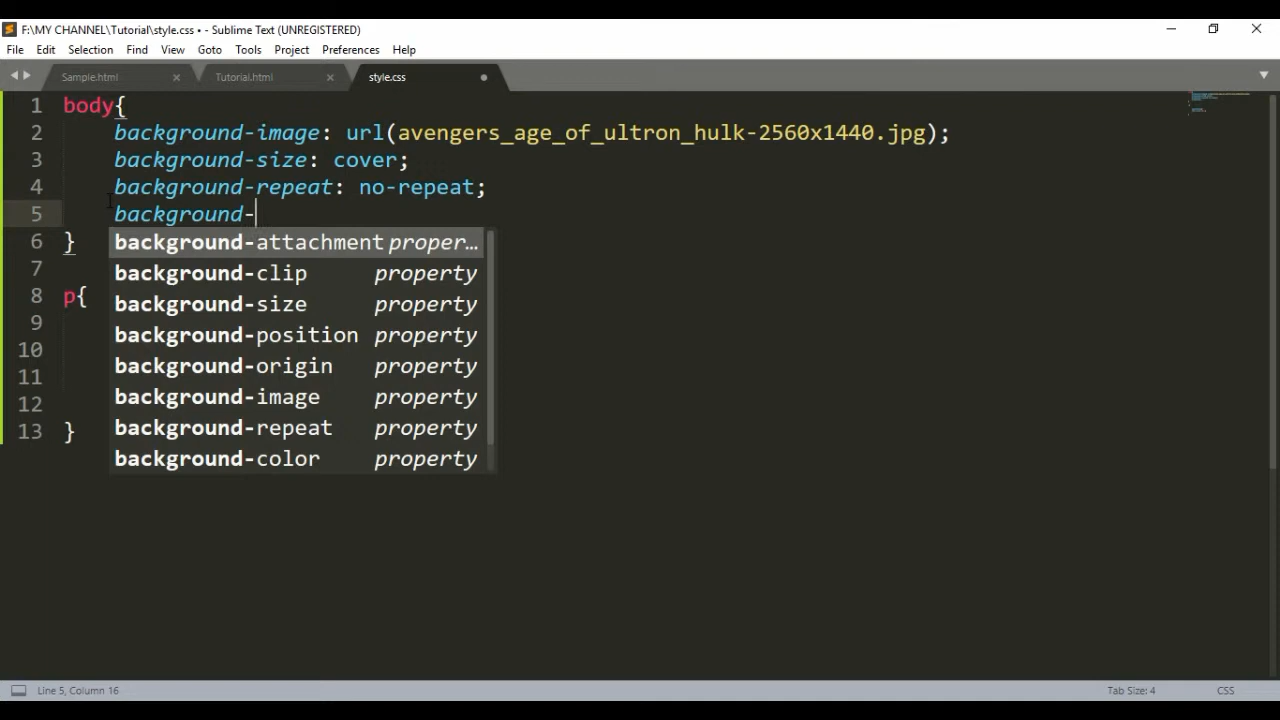 F:\MY CHANNEL\Tutorial\style.css • - Sublime Text (UNREGISTERED)
File Edit Selection Find View Goto Tools Project Preferences Help
Sample.html Tutorial.html style.css
1 body{
2 background-image: url(avengers_age_of_ultron_hulk-2560x1440.jpg);
3 background-size: cover;
4 background-repeat: no-repeat;
5 background-
6 }
background-attachment proper…
7
background-clip property
8 p{
background-size property
9
background-position property
10
background-origin property
11
background-image property
12
background-repeat property
13 }
background-color property
Line 5, Column 16 Tab Size: 4 CSS